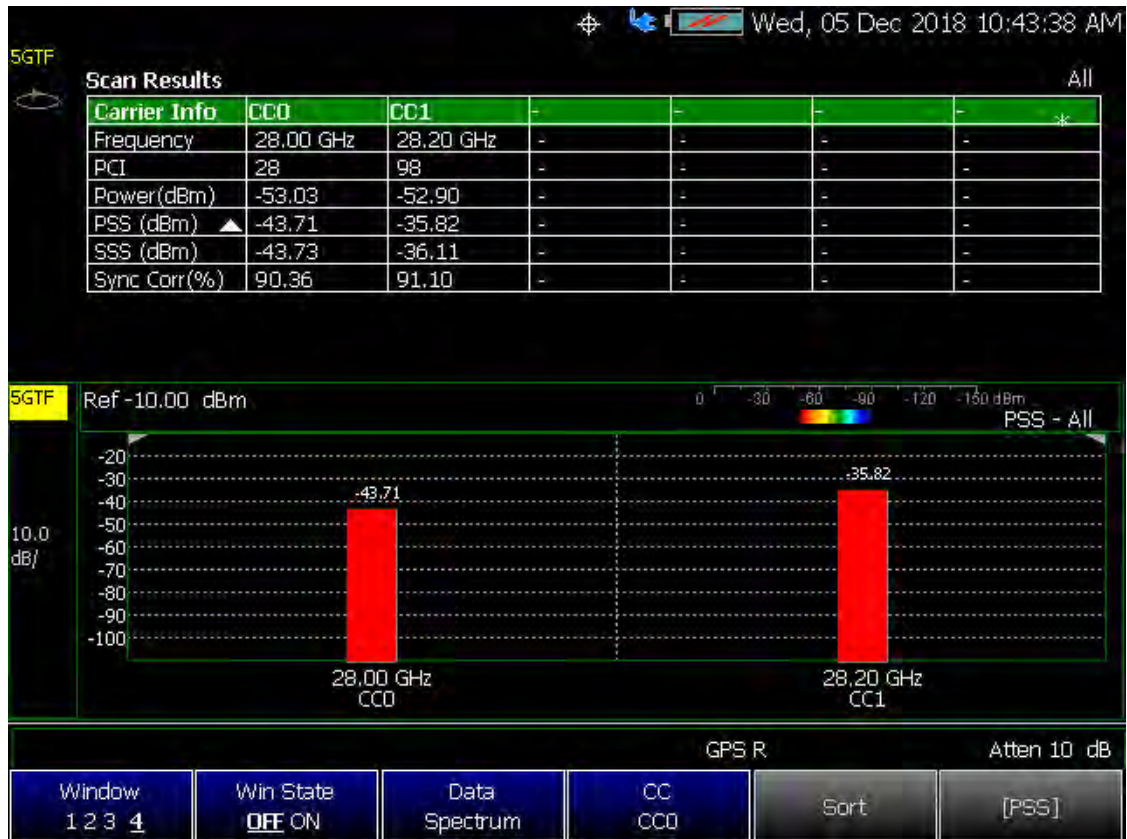 Wed, 05 Dec 2018 10:43:38 AM
5GTF
Scan Results All
Carrier Info CC0 CC1 - - - - *
Frequency 28.00 GHz 28.20 GHz - - - -
PCI 28 98 - - - -
Power(dBm) -53.03 -52.90 - - - -
PSS (dBm) -43.71 -35.82 - - - -
SSS (dBm) -43.73 -36.11 - - - -
Sync Corr(%) 90.36 91.10 - - - -
5GTF Ref -10.00 dBm 0 -30 -60 -90 -120 -150 dBm
PSS - All
-20
-30 -35.82
-40 -43.71
-50
10.0
-60
dB/
-70
-80
-90
-100
28.00 GHz 28.20 GHz
CC0 CC1
GPS R Atten 10 dB
Window Win State Data CC Sort [PSS]
1 2 3 4 OFF ON Spectrum CC0